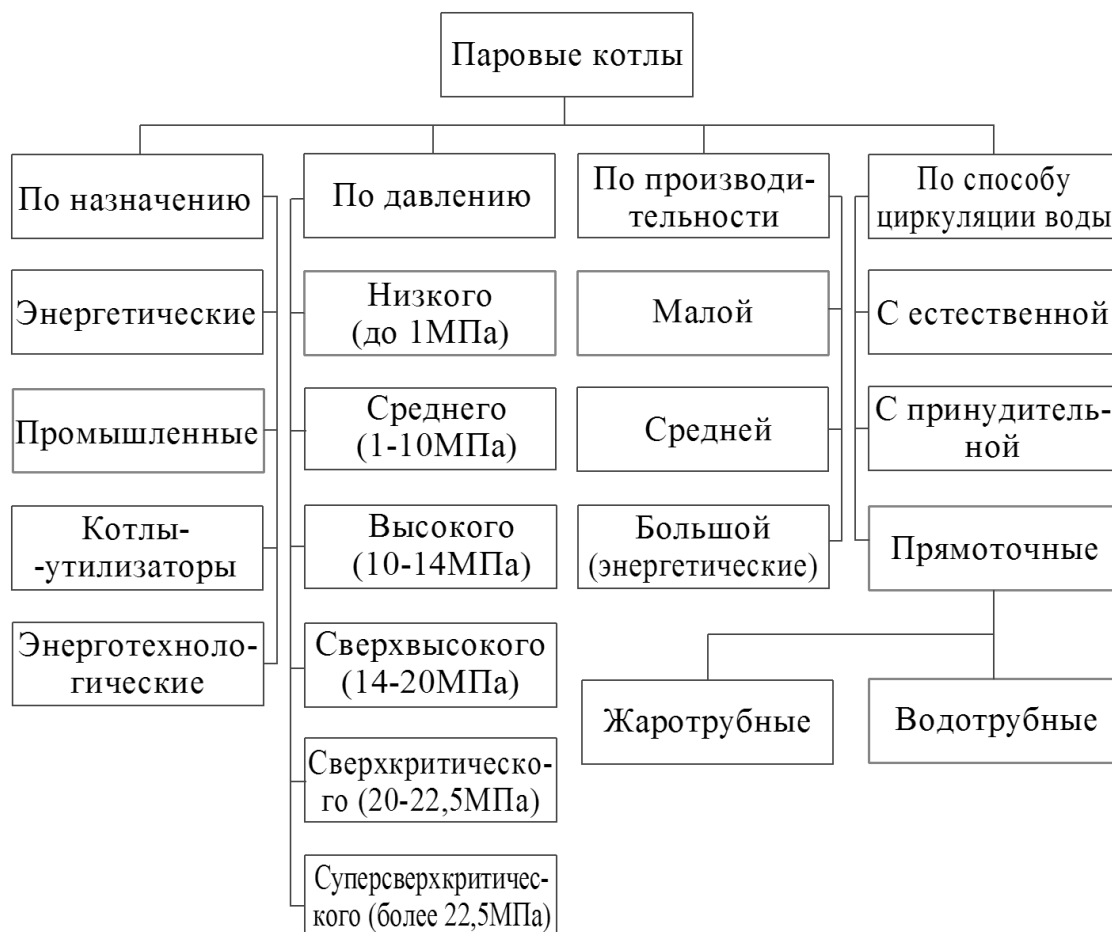 Паровые котлы
По назначению
Энергетические
Промышленные
Котлы-
-утилизаторы
Энерготехноло-
гические
По давлению
Низкого
(до 1МПа)
Среднего
(1-10МПа)
Высокого
(10-14МПа)
Сверхвысокого
(14-20МПа)
Сверхкритическо-
го (20-22,5МПа)
Суперсверхкритичес-
кого (более 22,5МПа)
По производи-
тельности
Малой
Средней
Большой
(энергетические)
По способу
циркуляции воды
С естественной
С принудитель-
ной
Прямоточные
Жаротрубные
Водотрубные